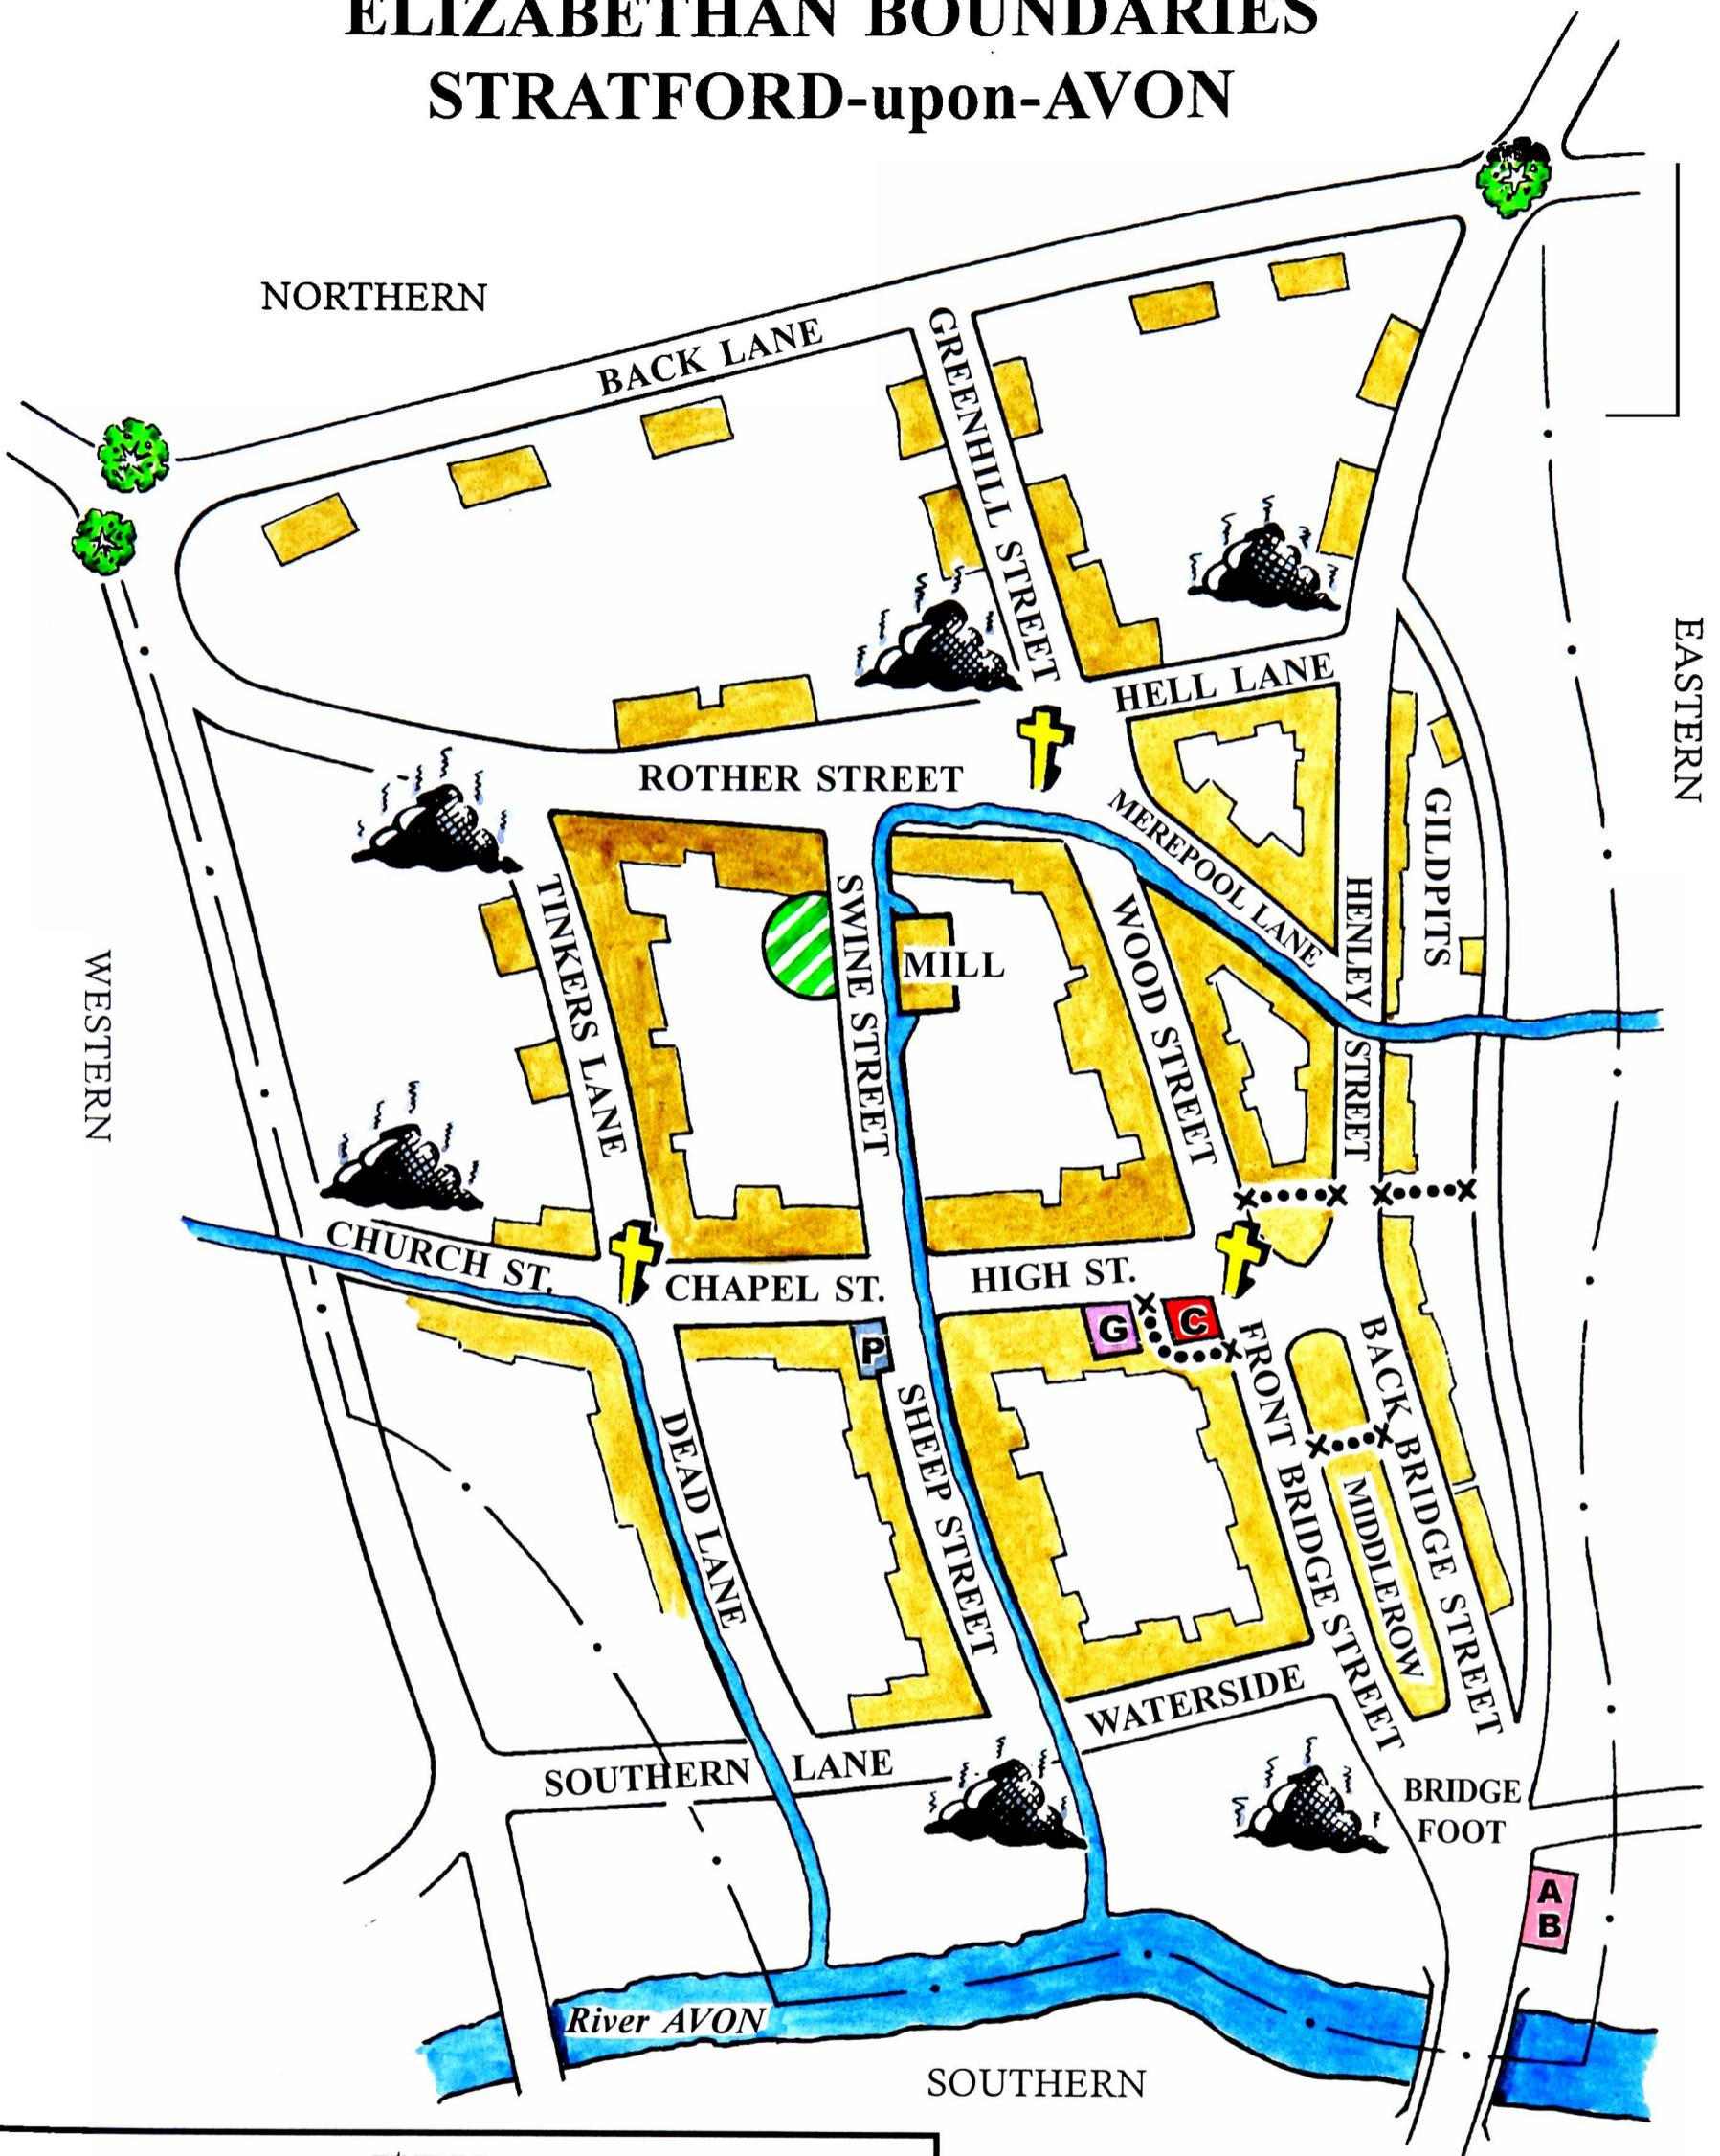 ELIZABETHAN BOUNDARIES
STRATFORD-upon-AVON
NORTHERN
BACK LANE
GREENHILL STREET
HELL LANE
EASTERN
ROTHER STREET
MEREPOOL LANE
GILDPITS
TINKERS LANE
SWINE STREET
MILL
WOOD STREET
HENLEY STREET
WESTERN
CHURCH ST.
CHAPEL ST.
HIGH ST.
G
C
P
FRONT BRIDGE STREET
BACK BRIDGE STREET
MIDDLEROW
DEAD LANE
SHEEP STREET
WATERSIDE
SOUTHERN LANE
BRIDGE
FOOT
A
B
River AVON
SOUTHERN